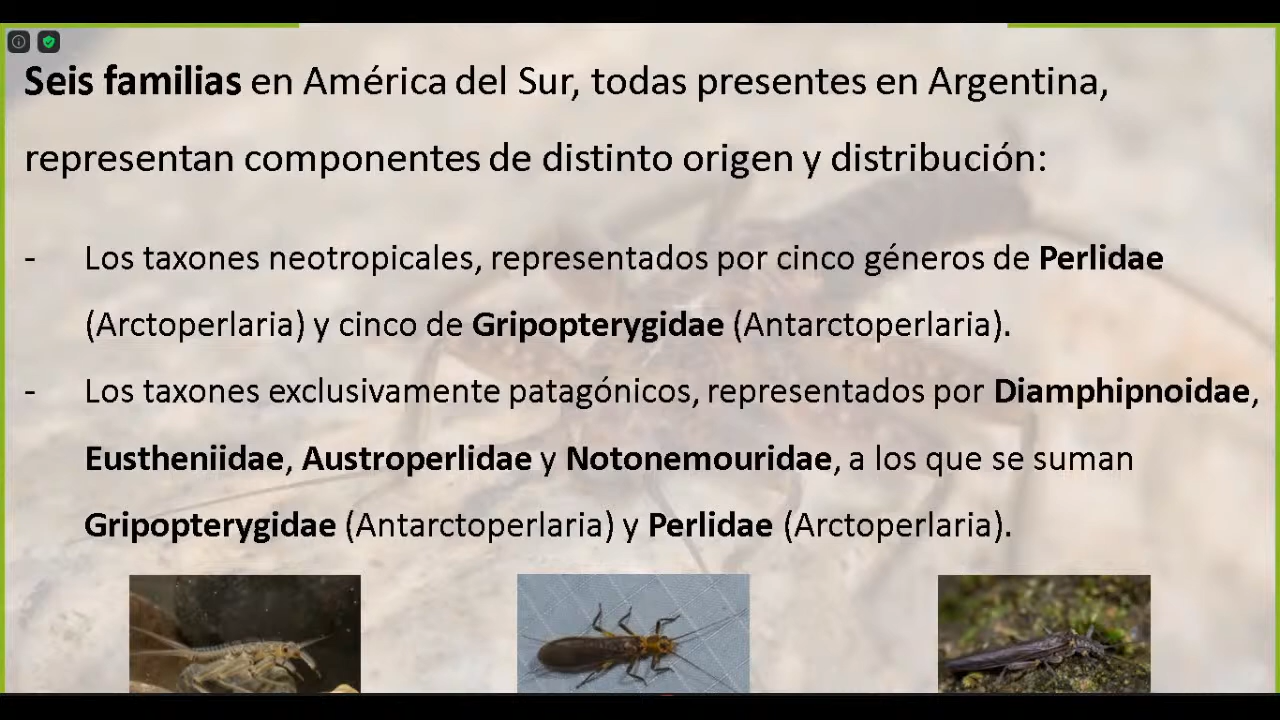 Seis familias en América del Sur, todas presentes en Argentina,
representan componentes de distinto origen y distribución:
- Los taxones neotropicales, representados por cinco géneros de Perlidae
(Arctoperlaria) y cinco de Gripopterygidae (Antarctoperlaria).
- Los taxones exclusivamente patagónicos, representados por Diamphipnoidae,
Eustheniidae, Austroperlidae y Notonemouridae, a los que se suman
Gripopterygidae (Antarctoperlaria) y Perlidae (Arctoperlaria).